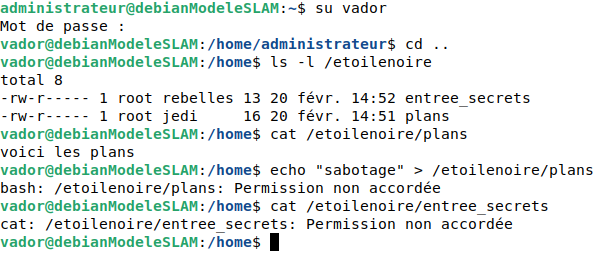 administrateur@debianModeleSLAM:~$ su vador
Mot de passe :
vador@debianModeleSLAM:/home/administrateur$ cd ..
vador@debianModeleSLAM:/home$ ls -l /etoilenoire
total 8
-rw-r----- 1 root rebelles 13 20 févr. 14:52 entree_secrets
-rw-r----- 1 root jedi     16 20 févr. 14:51 plans
vador@debianModeleSLAM:/home$ cat /etoilenoire/plans
voici les plans
vador@debianModeleSLAM:/home$ echo "sabotage" > /etoilenoire/plans
bash: /etoilenoire/plans: Permission non accordée
vador@debianModeleSLAM:/home$ cat /etoilenoire/entree_secrets
cat: /etoilenoire/entree_secrets: Permission non accordée
vador@debianModeleSLAM:/home$